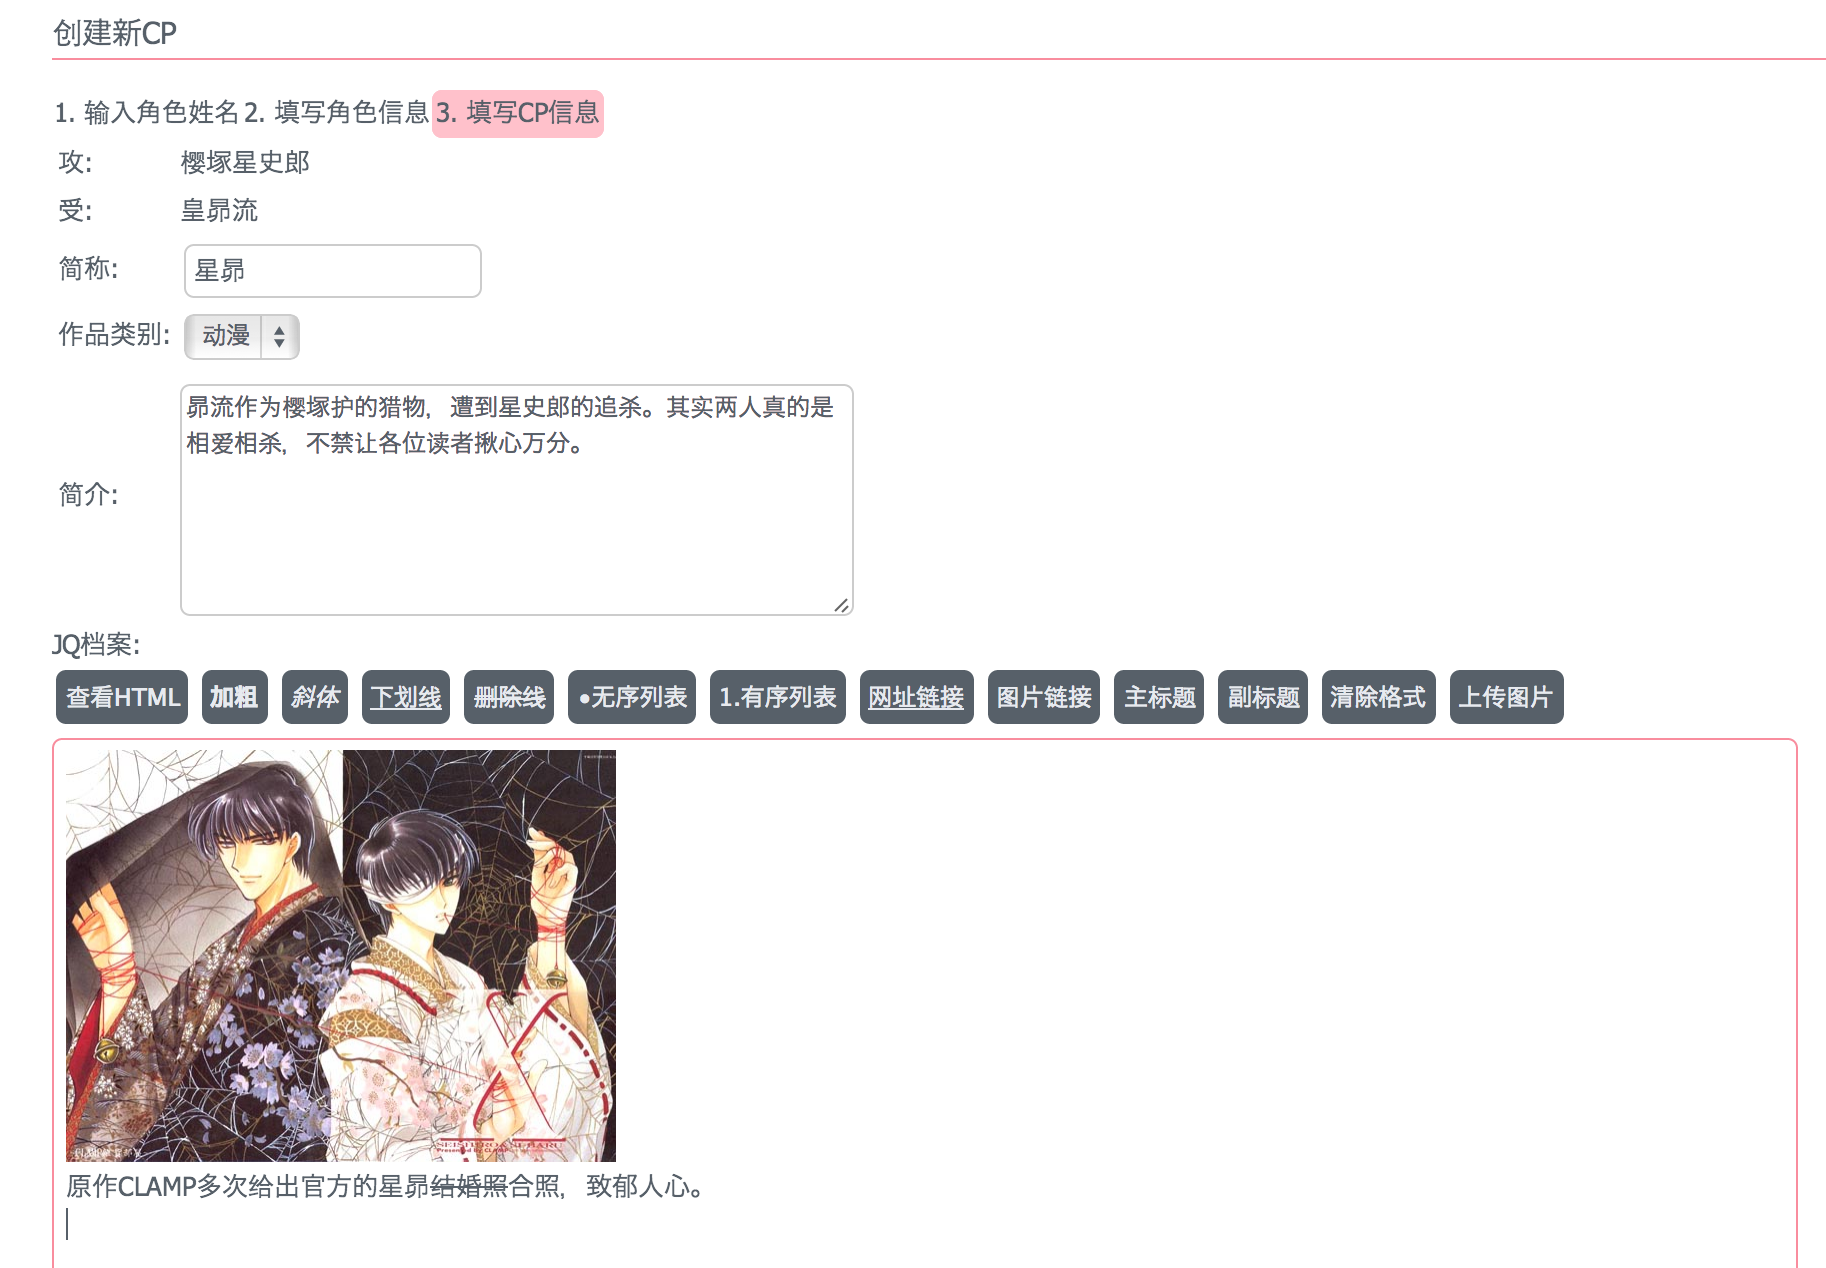 创建新CP
1. 输入角色姓名 2. 填写角色信息 3. 填写CP信息
攻: 樱塚星史郎
受: 皇昴流
简称: 星昴
作品类别: 动漫
简介:
昴流作为樱塚护的猎物，遭到星史郎的追杀。其实两人真的是
相爱相杀，不禁让各位读者揪心万分。
JQ档案:
查看HTML 加粗 斜体 下划线 删除线 •无序列表 1.有序列表 网址链接 图片链接 主标题 副标题 清除格式 上传图片
SEISHIRO & SUBARU
Presented by CLAMP
原作CLAMP多次给出官方的星昴结婚照合照，致郁人心。